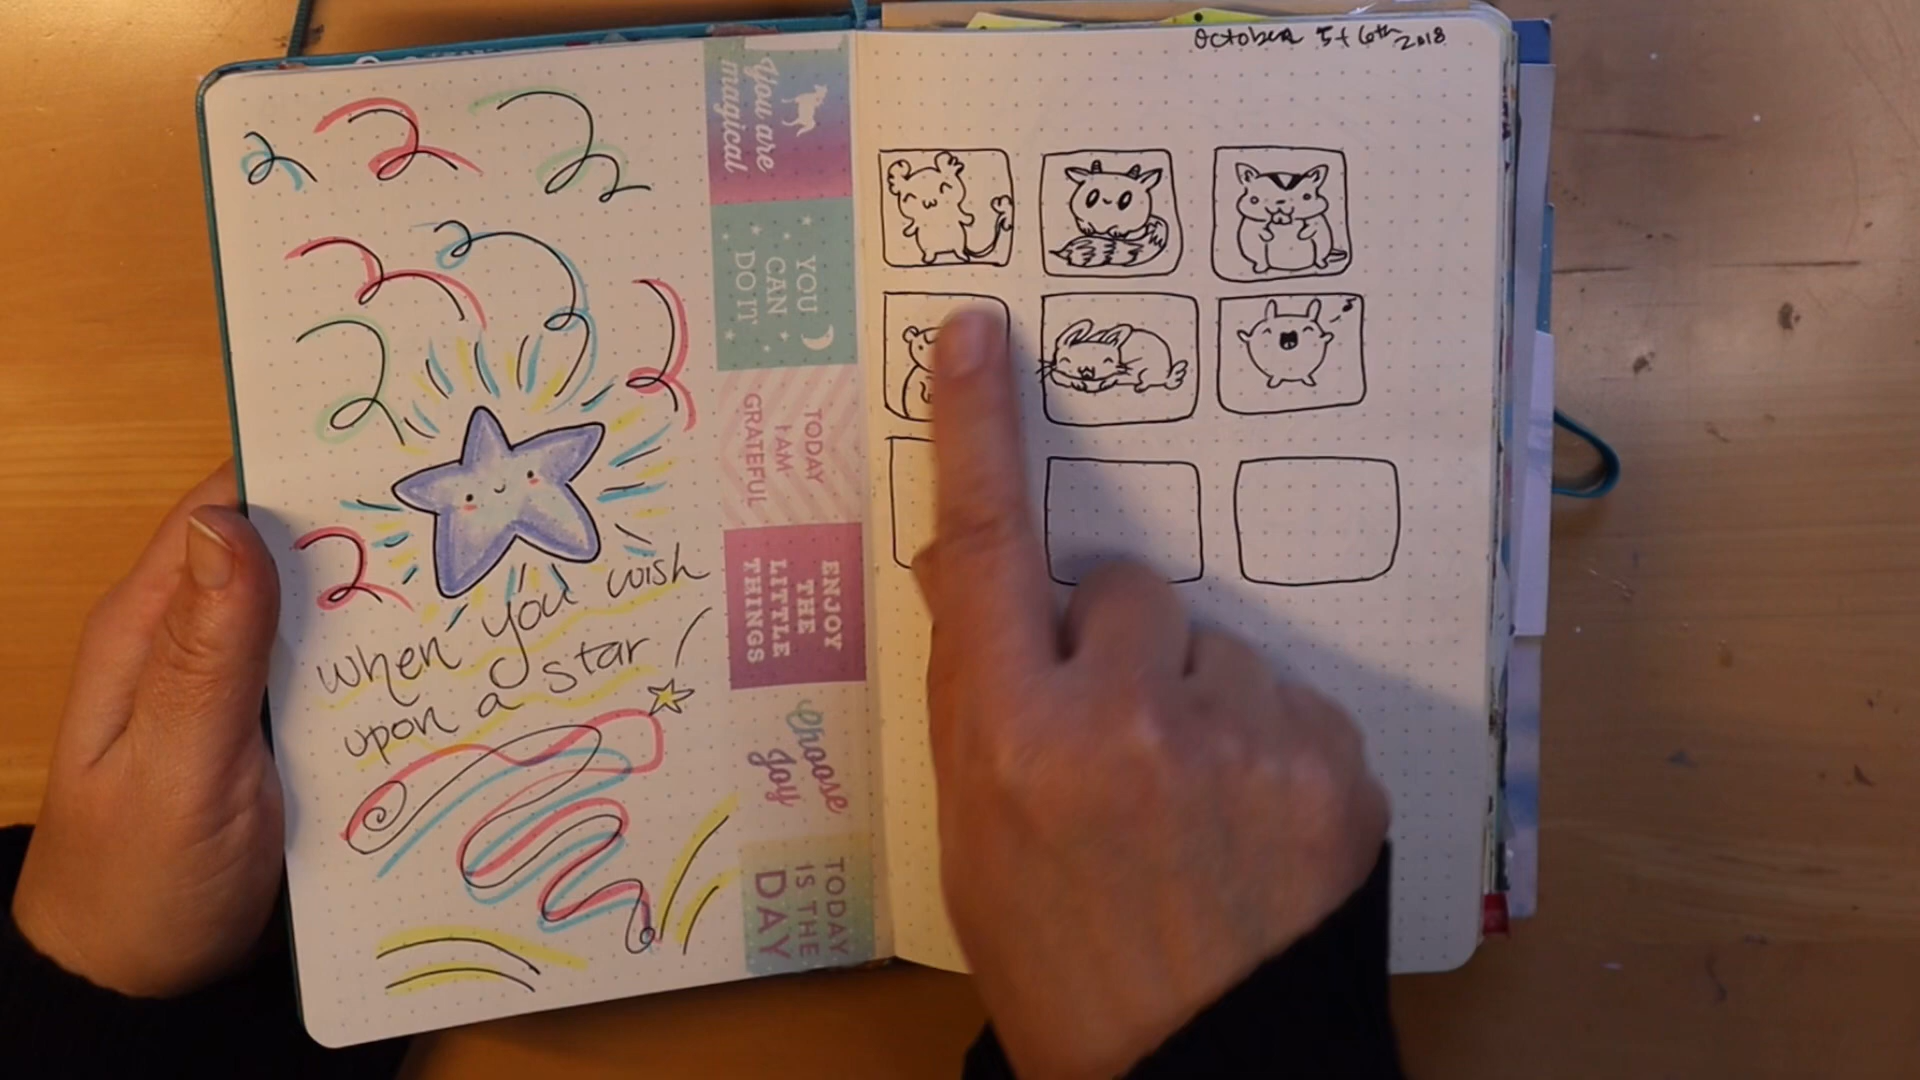 when you wish
upon a star
You are
magical
YOU
CAN
DO IT
TODAY
I AM
GRATEFUL
ENJOY
THE
LITTLE
THINGS
Choose
Joy
TODAY
IS THE
DAY
October 5+6th 2018